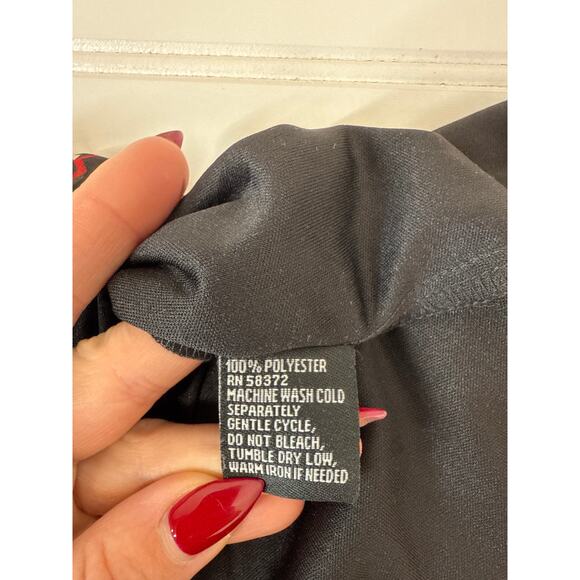 100% POLYESTER
RN 58372
MACHINE WASH COLD
SEPARATELY
GENTLE CYCLE,
DO NOT BLEACH,
TUMBLE DRY LOW,
WARM IRON IF NEEDED